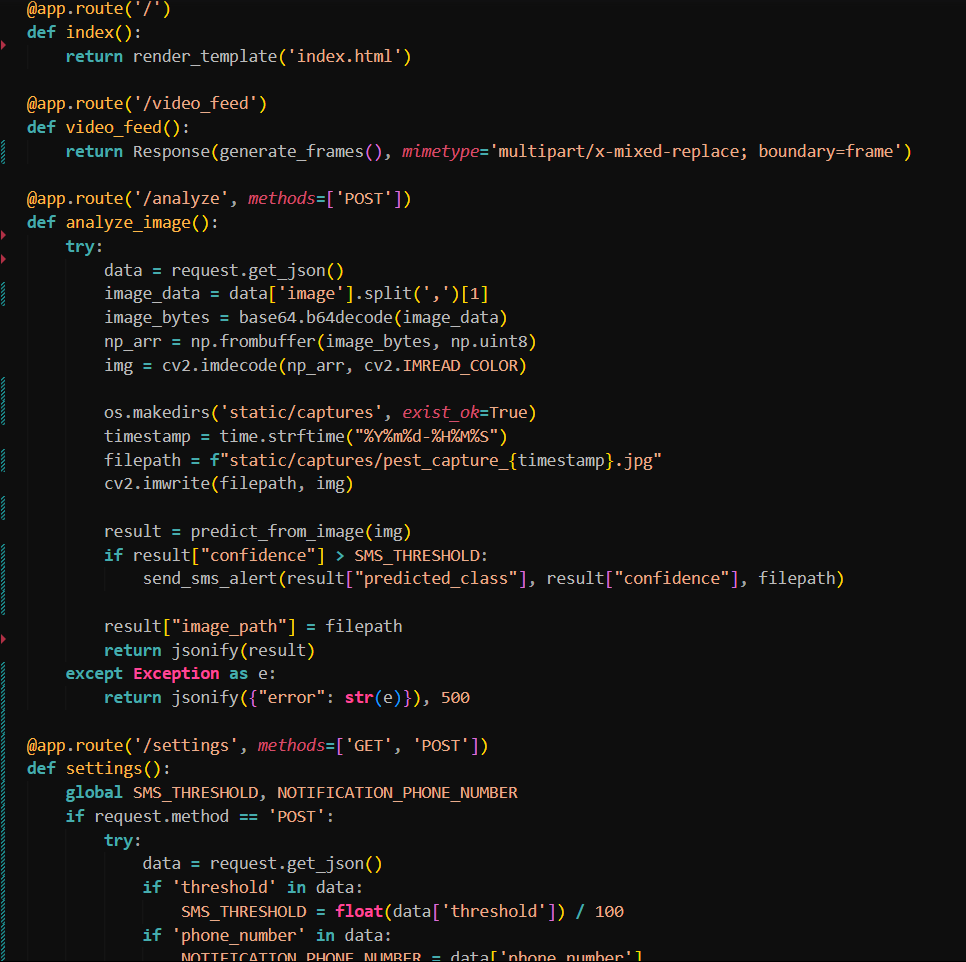 @app.route('/')
def index():
    return render_template('index.html')

@app.route('/video_feed')
def video_feed():
    return Response(generate_frames(), mimetype='multipart/x-mixed-replace; boundary=frame')

@app.route('/analyze', methods=['POST'])
def analyze_image():
    try:
        data = request.get_json()
        image_data = data['image'].split(',')[1]
        image_bytes = base64.b64decode(image_data)
        np_arr = np.frombuffer(image_bytes, np.uint8)
        img = cv2.imdecode(np_arr, cv2.IMREAD_COLOR)

        os.makedirs('static/captures', exist_ok=True)
        timestamp = time.strftime("%Y%m%d-%H%M%S")
        filepath = f"static/captures/pest_capture_{timestamp}.jpg"
        cv2.imwrite(filepath, img)

        result = predict_from_image(img)
        if result["confidence"] > SMS_THRESHOLD:
            send_sms_alert(result["predicted_class"], result["confidence"], filepath)

        result["image_path"] = filepath
        return jsonify(result)
    except Exception as e:
        return jsonify({"error": str(e)}), 500

@app.route('/settings', methods=['GET', 'POST'])
def settings():
    global SMS_THRESHOLD, NOTIFICATION_PHONE_NUMBER
    if request.method == 'POST':
        try:
            data = request.get_json()
            if 'threshold' in data:
                SMS_THRESHOLD = float(data['threshold']) / 100
            if 'phone_number' in data:
                NOTIFICATION_PHONE_NUMBER = data['phone_number']